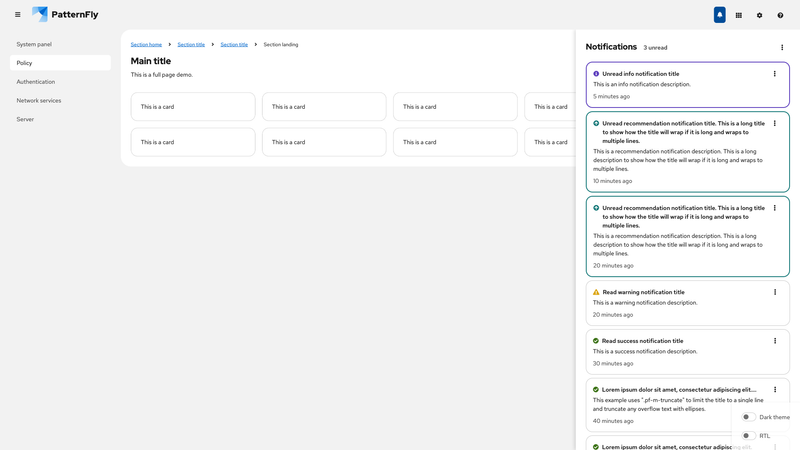 PatternFly
System panel
Policy
Authentication
Network services
Server
Section home
Section title
Section title
Section landing
Main title
This is a full page demo.
This is a card
This is a card
This is a card
This is a card
This is a card
This is a card
This is a card
This is a card
Notifications 3 unread
Unread info notification title
This is an info notification description.
5 minutes ago
Unread recommendation notification title. This is a long title
to show how the title will wrap if it is long and wraps to
multiple lines.
This is a recommendation notification description. This is a long
description to show how the title will wrap if it is long and wraps to
multiple lines.
10 minutes ago
Unread recommendation notification title. This is a long title
to show how the title will wrap if it is long and wraps to
multiple lines.
This is a recommendation notification description. This is a long
description to show how the title will wrap if it is long and wraps to
multiple lines.
20 minutes ago
Read warning notification title
This is a warning notification description.
20 minutes ago
Read success notification title
This is a success notification description.
30 minutes ago
Lorem ipsum dolor sit amet, consectetur adipiscing elit....
This example uses ".pf-m-truncate" to limit the title to a single line
and truncate any overflow text with ellipses.
40 minutes ago
Lorem ipsum dolor sit amet, consectetur adipiscing elit.
Dark theme
RTL